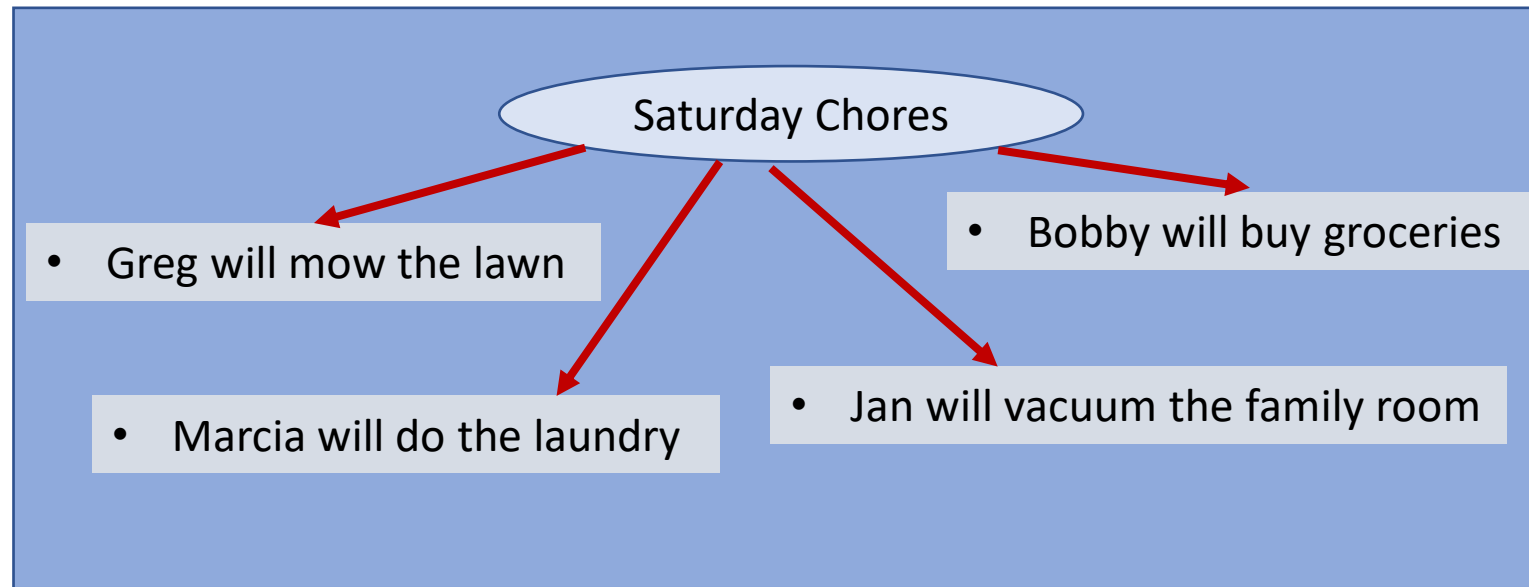 Saturday Chores
• Greg will mow the lawn
• Bobby will buy groceries
• Marcia will do the laundry
• Jan will vacuum the family room